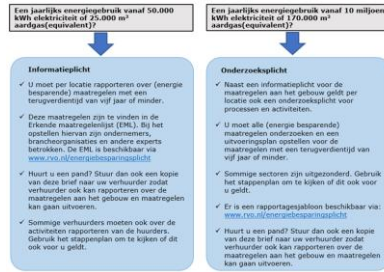 Een jaarlijks energiegebruik vanaf 50.000
kWh elektriciteit of 25.000 m³
aardgas(equivalent)?
Informatieplicht
✓ U moet per locatie rapporteren over (energie
besparende) maatregelen met een
terugverdientijd van vijf jaar of minder.
✓ Deze maatregelen zijn te vinden in de
Erkende maatregelenlijst (EML). Bij het
opstellen hiervan zijn ondernemers,
brancheorganisaties en andere experts
betrokken. De EML is beschikbaar via
www.rvo.nl/energiebesparingsplicht
✓ Huurt u een pand? Stuur dan ook een kopie
van deze brief naar uw verhuurder zodat
verhuurder ook kan rapporteren over de
maatregelen aan het gebouw en maatregelen
kan gaan uitvoeren.
✓ Sommige verhuurders moeten ook over de
activiteiten rapporteren van de huurders.
Gebruik het stappenplan om te kijken of dit
ook voor u geldt.
Een jaarlijks energiegebruik vanaf 10 miljoen
kWh elektriciteit of 170.000 m³
aardgas(equivalent)?
Onderzoeksplicht
✓ Naast een informatieplicht voor de
maatregelen aan het gebouw geldt per
locatie ook een onderzoeksplicht voor
processen en activiteiten.
✓ U moet alle (energie besparende)
maatregelen onderzoeken en een
uitvoeringsplan opstellen voor de
maatregelen met een terugverdientijd van
vijf jaar of minder.
✓ Sommige sectoren zijn uitgezonderd. Gebruik
het stappenplan om te kijken of dit ook voor
u geldt.
✓ Er is een rapportagesjabloon beschikbaar via:
www.rvo.nl/energiebesparingsplicht
✓ Huurt u een pand? Stuur dan ook een kopie
van deze brief naar uw verhuurder zodat
verhuurder ook kan rapporteren over de
maatregelen aan het gebouw en maatregelen
kan gaan uitvoeren.